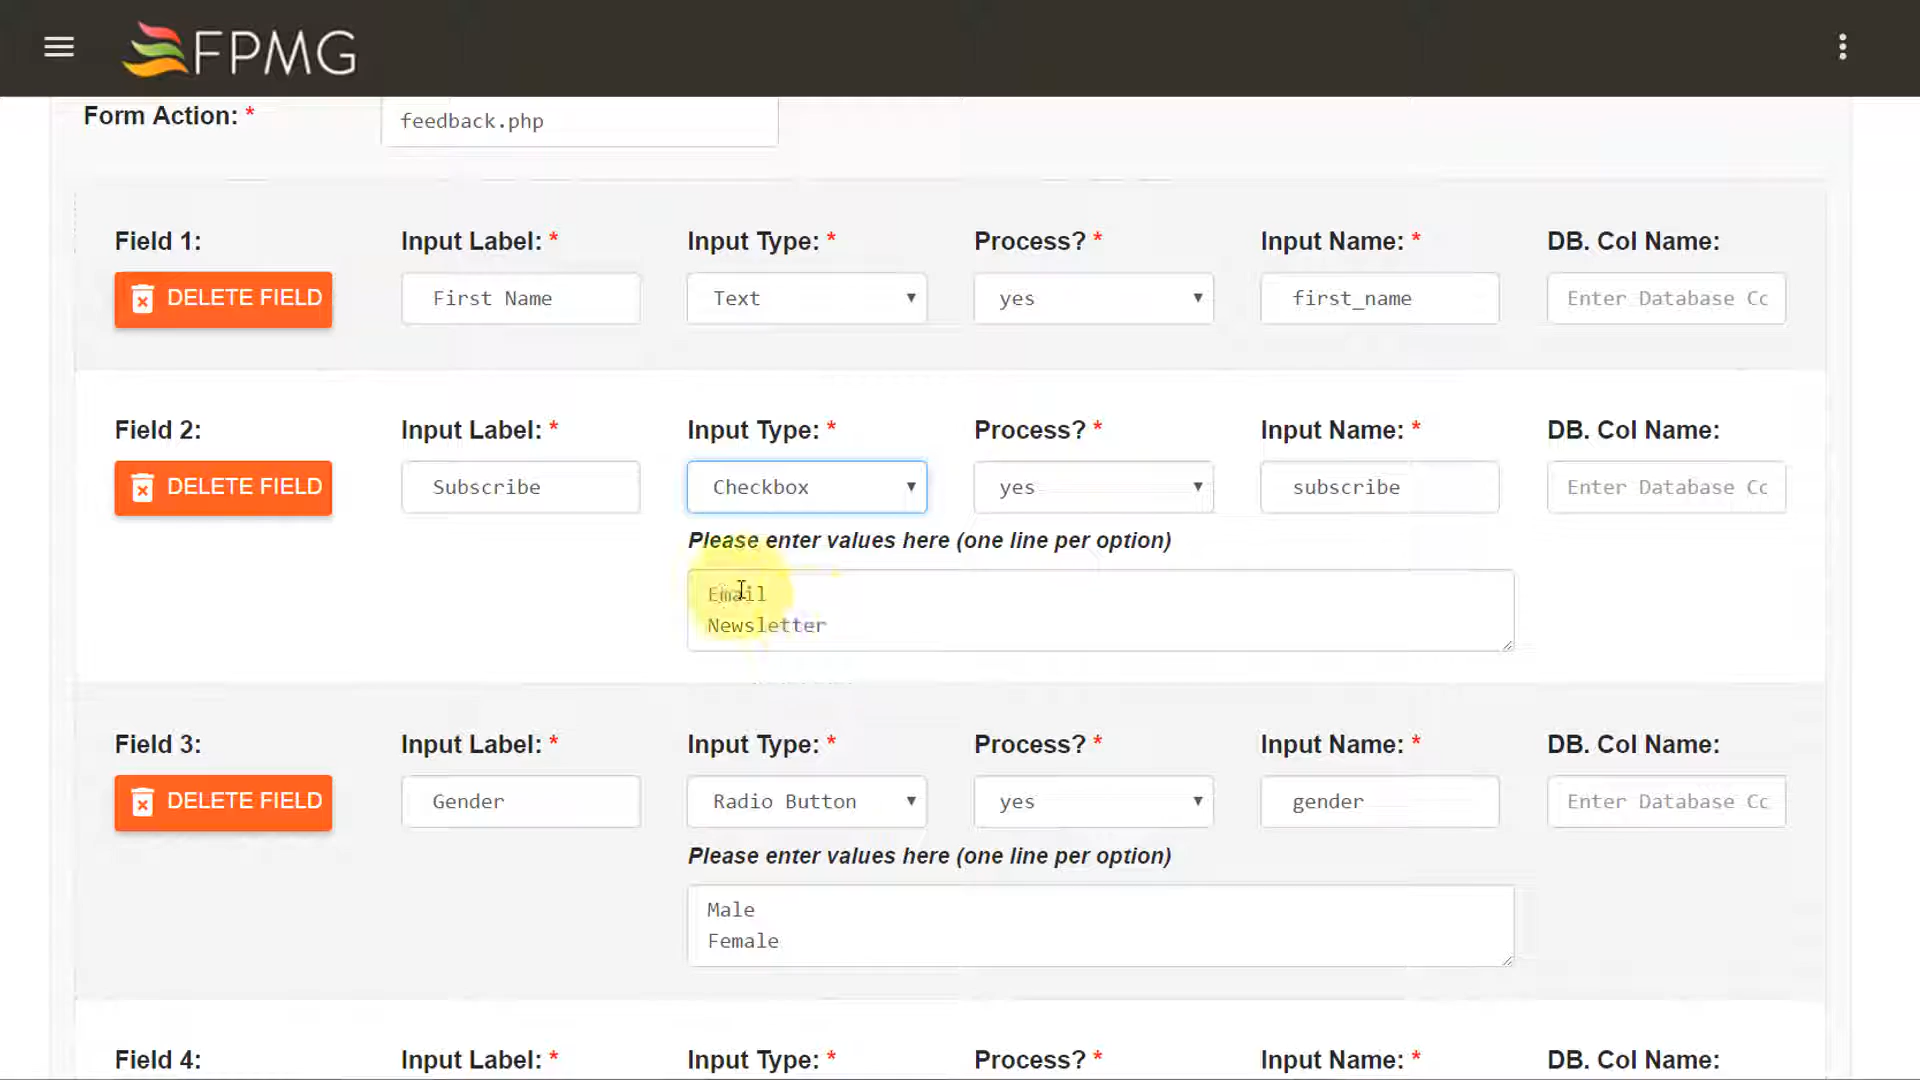 FPMG
Form Action: *
feedback.php
Field 1: Input Label: * Input Type: * Process? * Input Name: * DB. Col Name:
DELETE FIELD First Name Text yes first_name Enter Database Co
Field 2: Input Label: * Input Type: * Process? * Input Name: * DB. Col Name:
DELETE FIELD Subscribe Checkbox yes subscribe Enter Database Co
Please enter values here (one line per option)
Email
Newsletter
Field 3: Input Label: * Input Type: * Process? * Input Name: * DB. Col Name:
DELETE FIELD Gender Radio Button yes gender Enter Database Co
Please enter values here (one line per option)
Male
Female
Field 4: Input Label: * Input Type: * Process? * Input Name: * DB. Col Name: